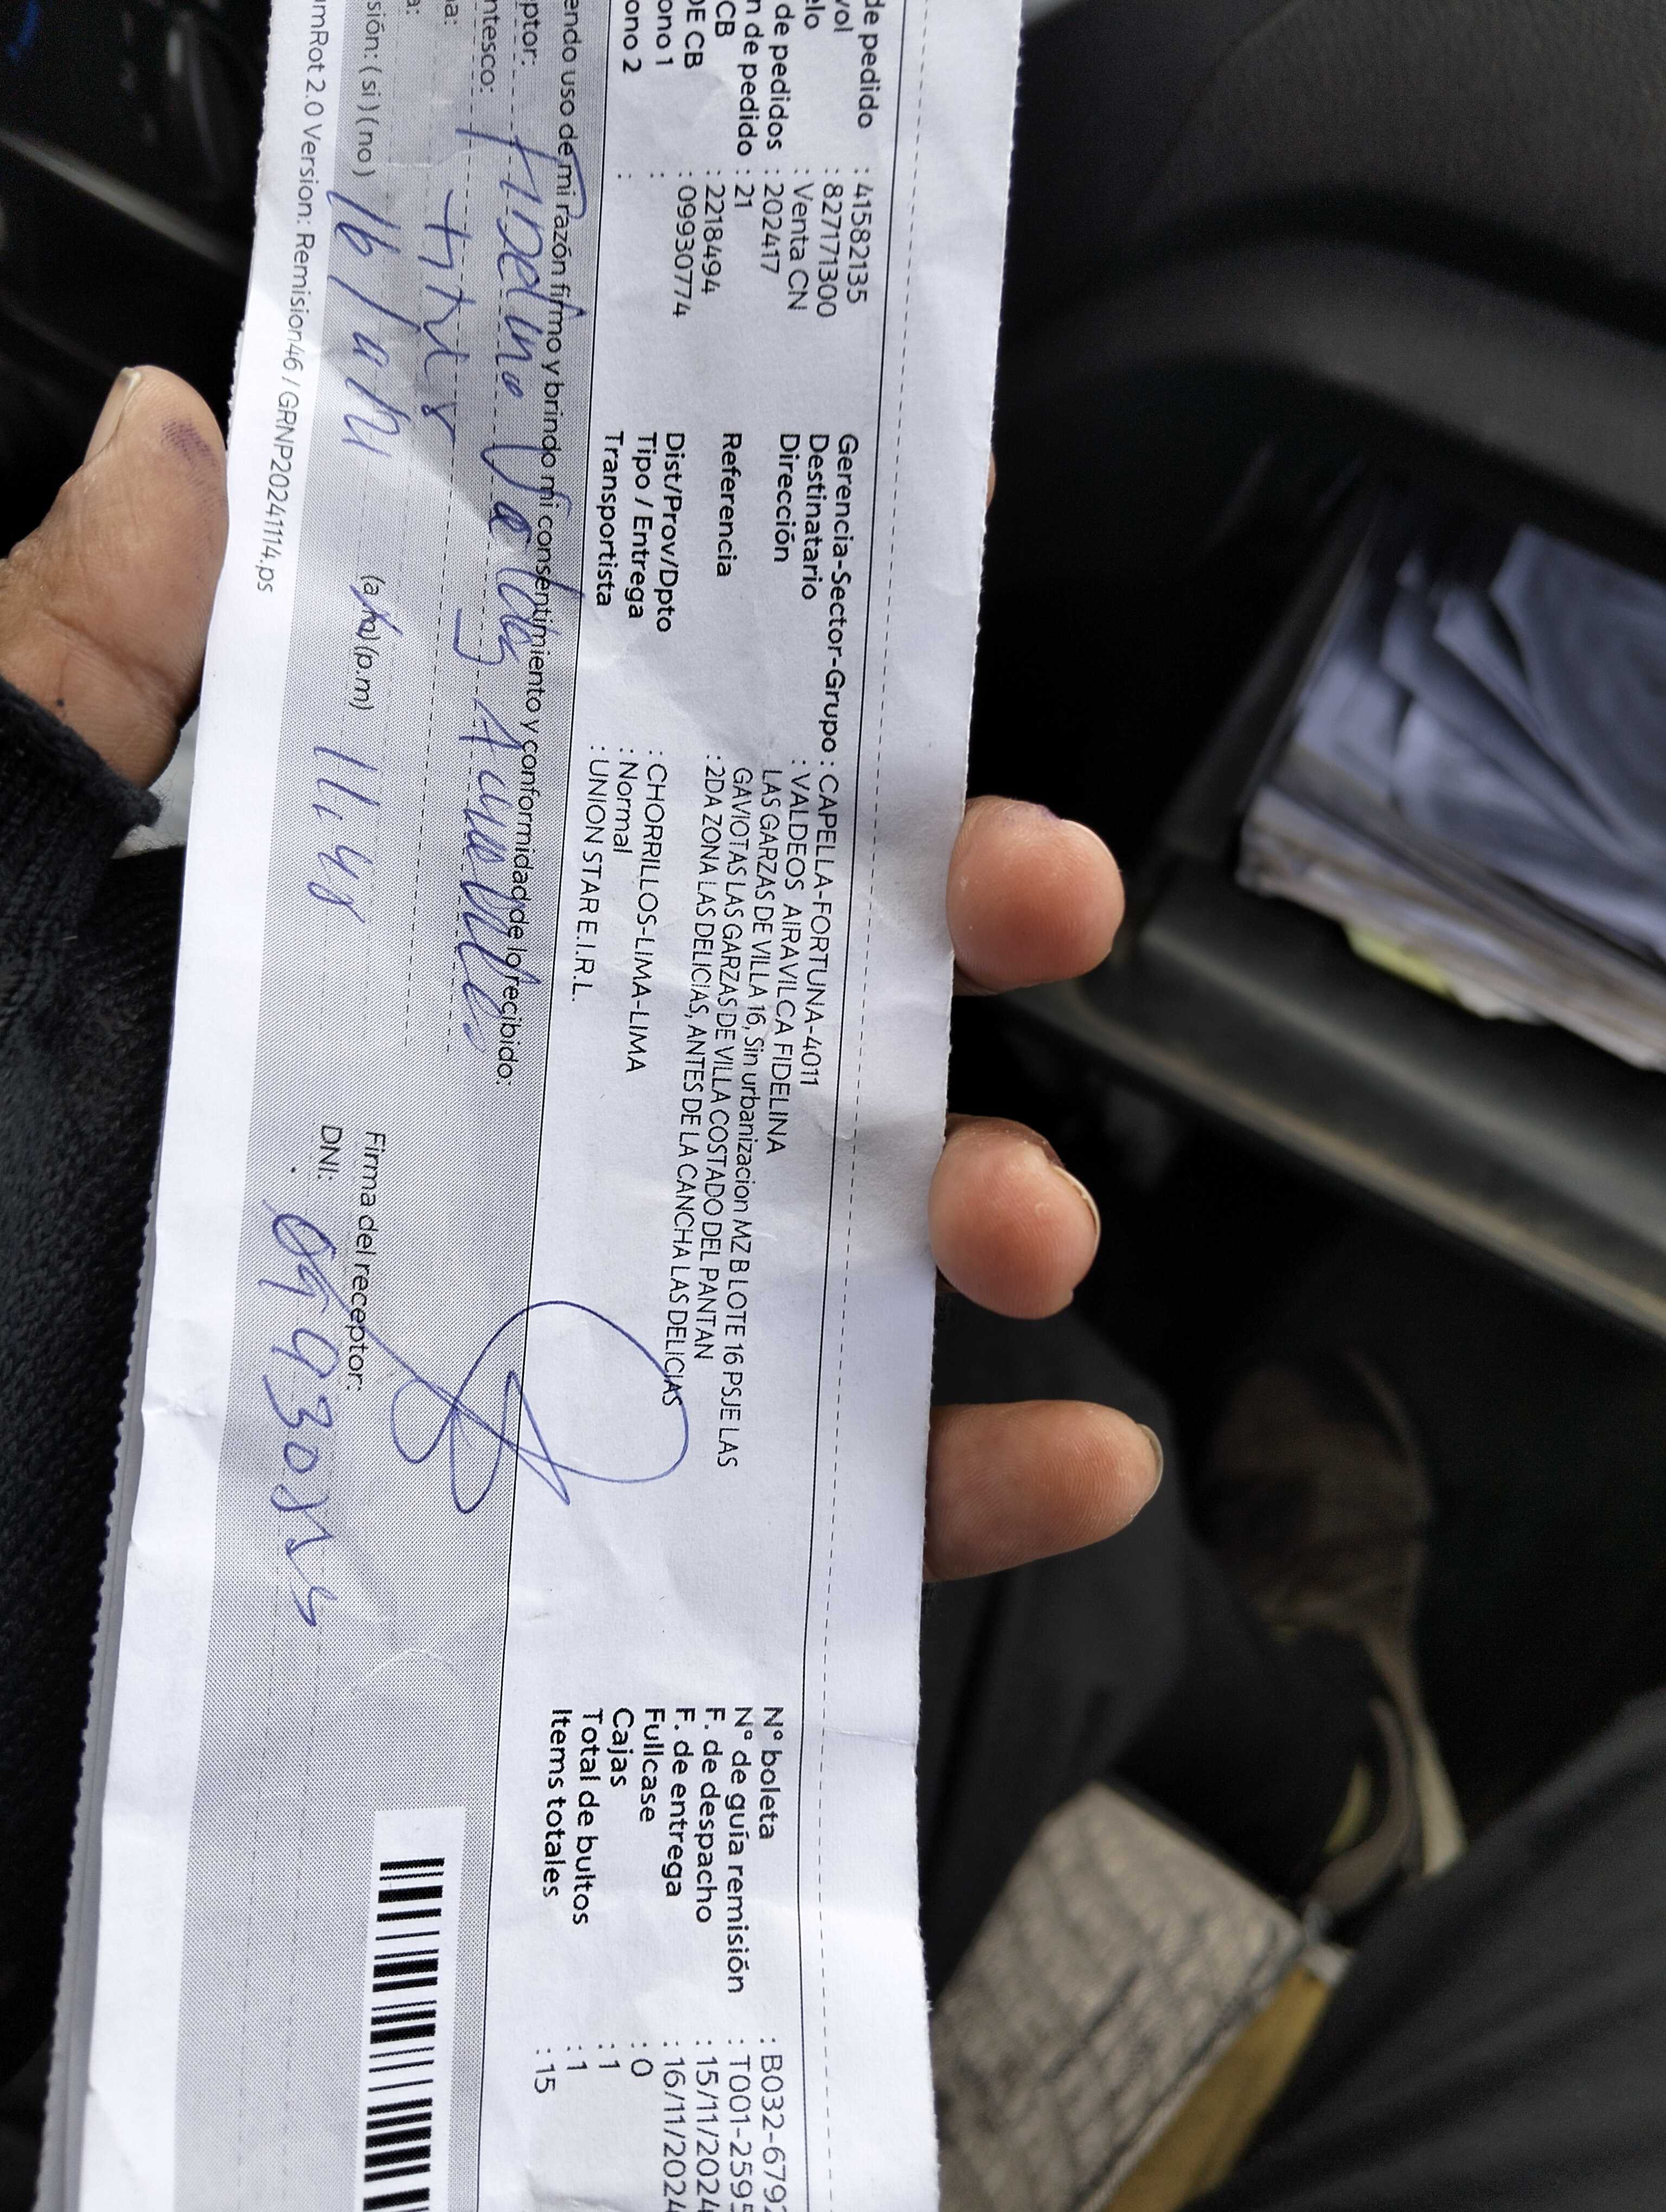 de pedido : 41582135
vol : 827171300
elo : Venta CN
de pedidos : 202417
n de pedido : 21
CB : 2218494
DE CB : 09930774
ono 1 :
ono 2 :
Gerencia-Sector-Grupo : CAPELLA-FORTUNA-4011
Destinatario : VALDEOS AIRAVILCA FIDELINA
Dirección LAS GARZAS DE VILLA 16, Sin urbanizacion MZ B LOTE 16 PSJE LAS
GAVIOTAS LAS GARZAS DE VILLA COSTADO DEL PANTAN
Referencia : 2DA ZONA LAS DELICIAS, ANTES DE LA CANCHA LAS DELICIAS
Dist/Prov/Dpto : CHORRILLOS-LIMA-LIMA
Tipo / Entrega : Normal
Transportista : UNION STAR E.I.R.L.
N° boleta : B032-6792
N° de guía remisión : T001-2595
F. de despacho : 15/11/2024
F. de entrega : 16/11/2024
Fullcase : 0
Cajas : 1
Total de bultos : 1
Items totales : 15
endo uso de mi razón firmo y brindo mi consentimiento y conformidad de lo recibido:
ptor:
ntesco:
ha:
a: (a.m) (p.m) 11:48
sión: ( si ) ( no )
Firma del receptor:
DNI:
mRot 2.0 Version: Remision46 / GRNP20241114.ps